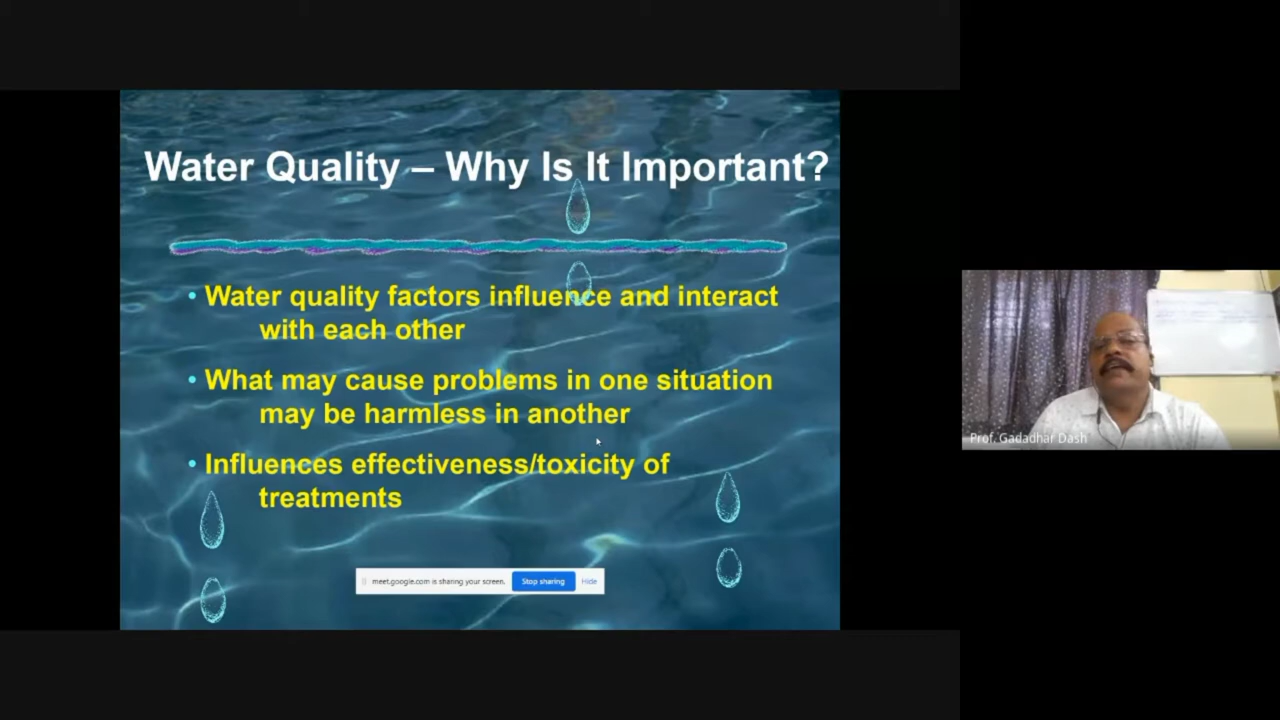 Water Quality – Why Is It Important?
• Water quality factors influence and interact
with each other
• What may cause problems in one situation
may be harmless in another
• Influences effectiveness/toxicity of
treatments
meet.google.com is sharing your screen. Stop sharing Hide
Prof. Gadadhar Dash